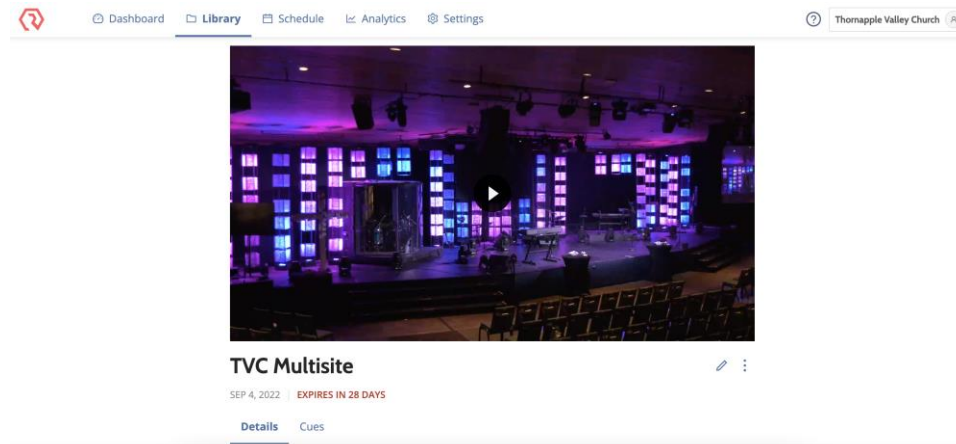 Dashboard Library Schedule Analytics Settings Thornapple Valley Church
TVC Multisite
SEP 4, 2022 EXPIRES IN 28 DAYS
Details Cues